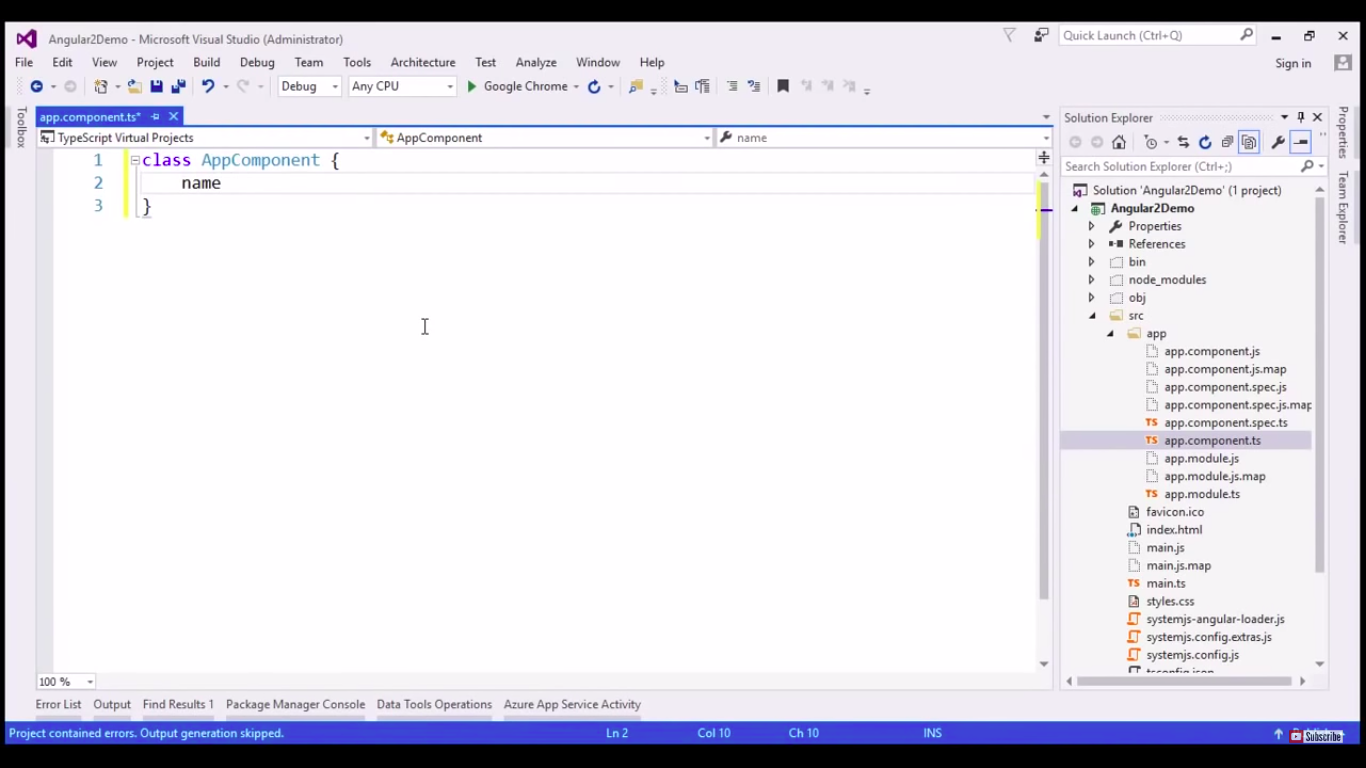 Angular2Demo - Microsoft Visual Studio (Administrator)
Quick Launch (Ctrl+Q)
File Edit View Project Build Debug Team Tools Architecture Test Analyze Window Help
Sign in
Debug Any CPU Google Chrome
Toolbox
app.component.ts*
TypeScript Virtual Projects AppComponent name
1 class AppComponent {
2 name
3 }
100 %
Solution Explorer
Search Solution Explorer (Ctrl+;)
Solution 'Angular2Demo' (1 project)
Angular2Demo
Properties
References
bin
node_modules
obj
src
app
app.component.js
app.component.js.map
app.component.spec.js
app.component.spec.js.map
TS app.component.spec.ts
TS app.component.ts
app.module.js
app.module.js.map
TS app.module.ts
favicon.ico
index.html
main.js
main.js.map
TS main.ts
styles.css
systemjs-angular-loader.js
systemjs.config.extras.js
systemjs.config.js
tsconfig.json
Properties
Team Explorer
Error List Output Find Results 1 Package Manager Console Data Tools Operations Azure App Service Activity
Project contained errors. Output generation skipped. Ln 2 Col 10 Ch 10 INS
Subscribe